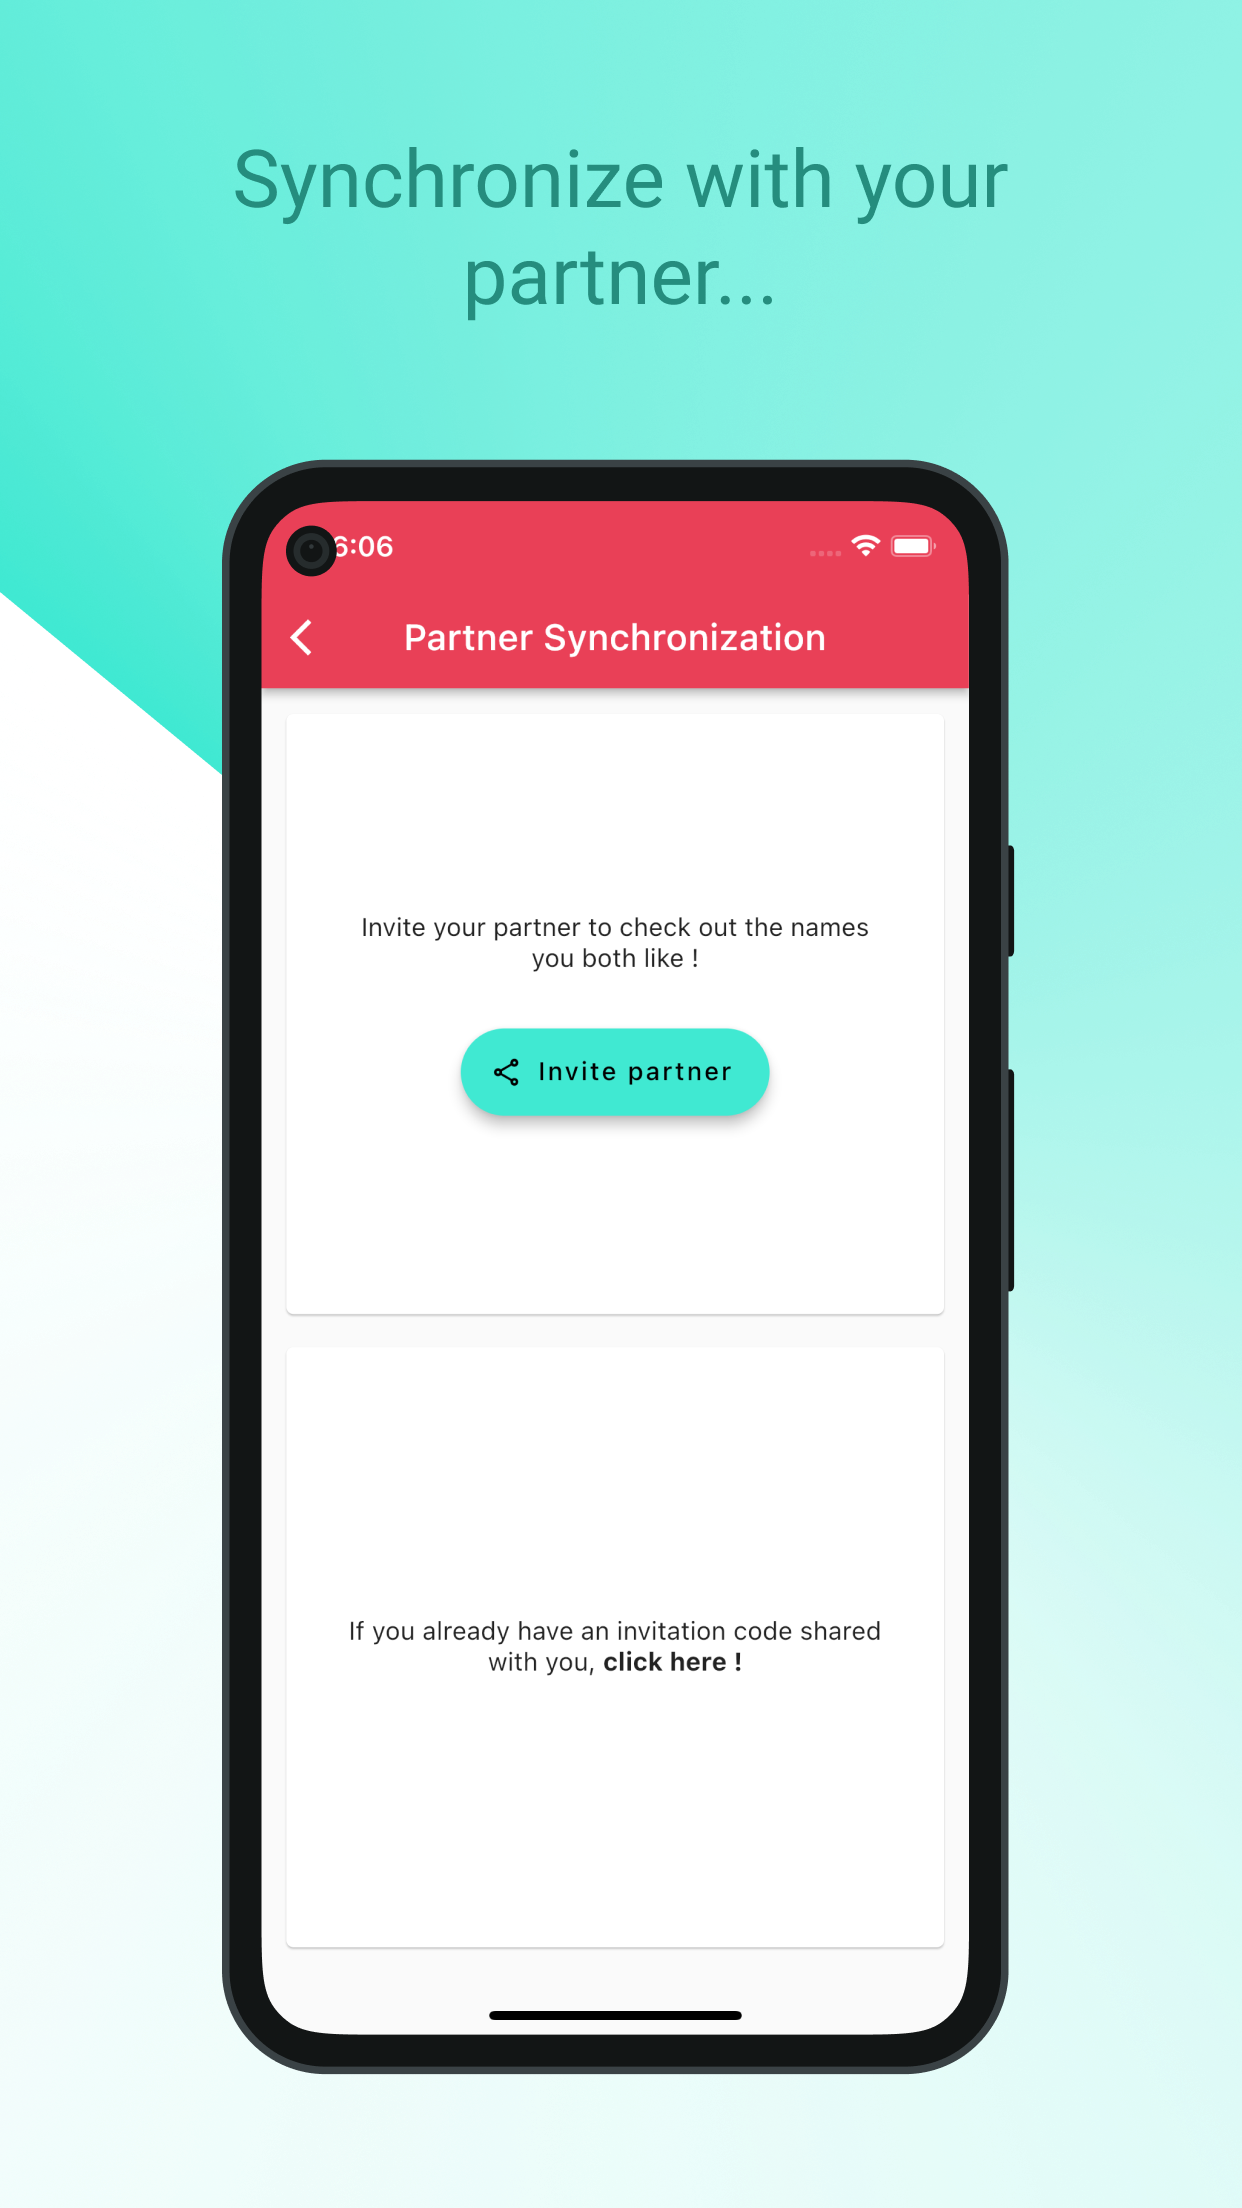 Synchronize with your
partner...
6:06
Partner Synchronization
Invite your partner to check out the names
you both like !
Invite partner
If you already have an invitation code shared
with you, click here !